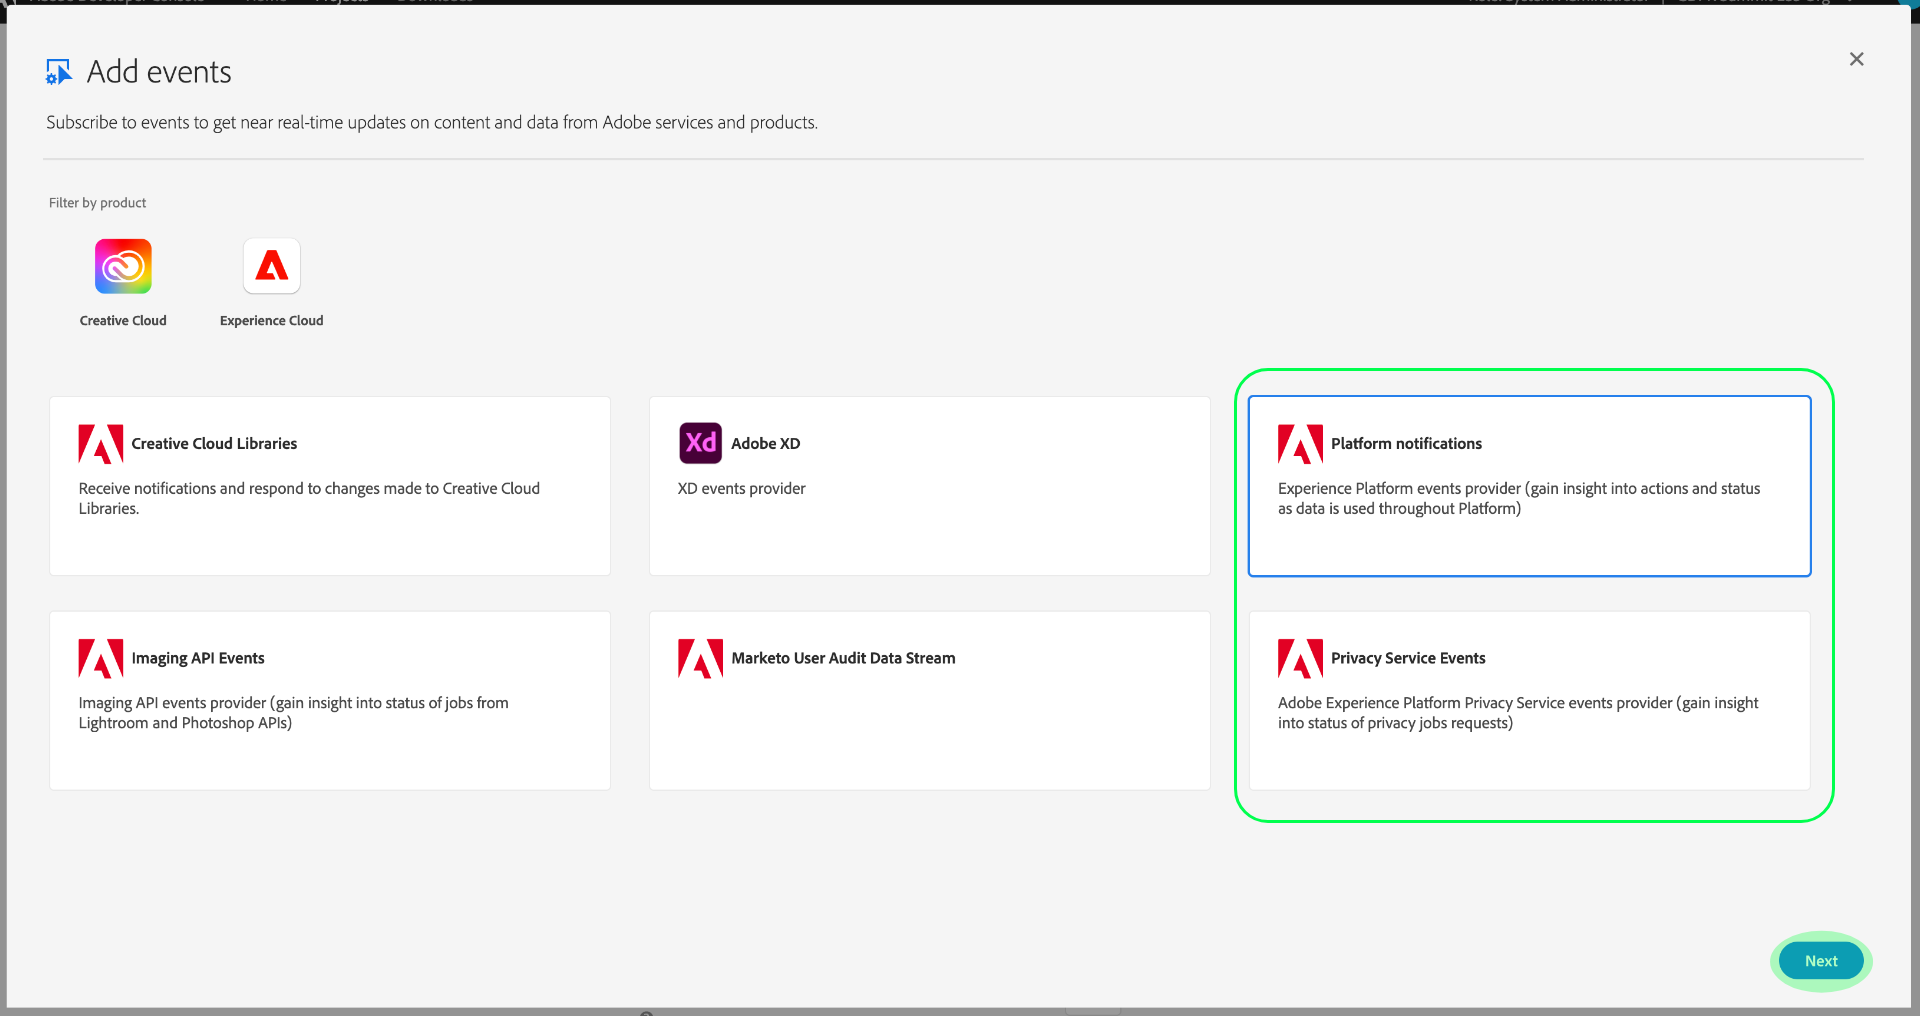 Add events
Subscribe to events to get near real-time updates on content and data from Adobe services and products.
Filter by product
Creative Cloud
Experience Cloud
Creative Cloud Libraries
Receive notifications and respond to changes made to Creative Cloud
Libraries.
Xd
Adobe XD
XD events provider
Platform notifications
Experience Platform events provider (gain insight into actions and status
as data is used throughout Platform)
Imaging API Events
Imaging API events provider (gain insight into status of jobs from
Lightroom and Photoshop APIs)
Marketo User Audit Data Stream
Privacy Service Events
Adobe Experience Platform Privacy Service events provider (gain insight
into status of privacy jobs requests)
Next